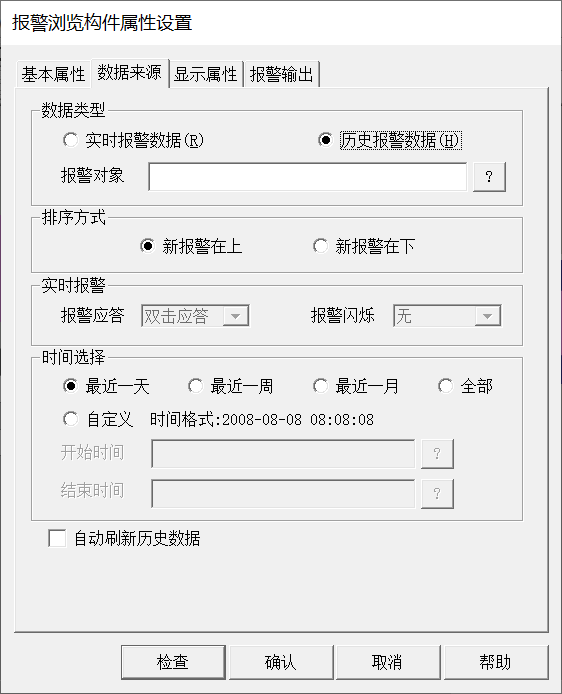 报警浏览构件属性设置
基本属性 数据来源 显示属性 报警输出
数据类型
实时报警数据(R) 历史报警数据(H)
报警对象 ?
排序方式
新报警在上 新报警在下
实时报警
报警应答 双击应答 报警闪烁 无
时间选择
最近一天 最近一周 最近一月 全部
自定义 时间格式:2008-08-08 08:08:08
开始时间 ?
结束时间 ?
自动刷新历史数据
检查 确认 取消 帮助